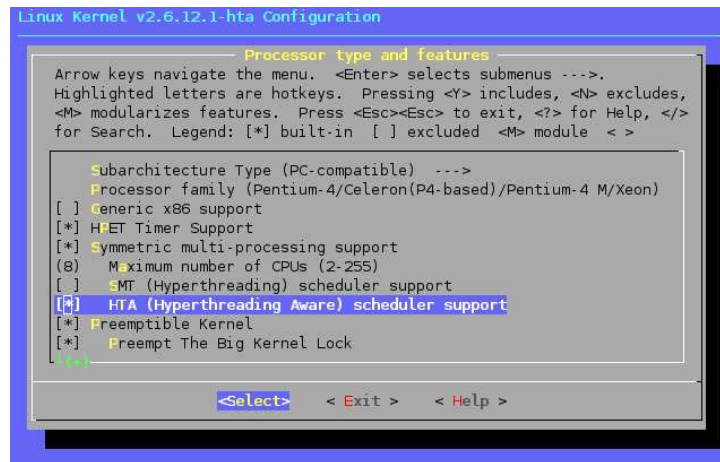 Linux Kernel v2.6.12.1-hta Configuration
Processor type and features
Arrow keys navigate the menu.  <Enter> selects submenus --->.
Highlighted letters are hotkeys.  Pressing <Y> includes, <N> excludes,
<M> modularizes features.  Press <Esc><Esc> to exit, <?> for Help, </>
for Search.  Legend: [*] built-in  [ ] excluded  <M> module  < >
Subarchitecture Type (PC-compatible)  --->
Processor family (Pentium-4/Celeron(P4-based)/Pentium-4 M/Xeon)
[ ] Generic x86 support
[*] HPET Timer Support
[*] Symmetric multi-processing support
(8)   Maximum number of CPUs (2-255)
[ ]   SMT (Hyperthreading) scheduler support
[*]   HTA (Hyperthreading Aware) scheduler support
[*] Preemptible Kernel
[*]   Preempt The Big Kernel Lock
(+)
<Select>    < Exit >    < Help >